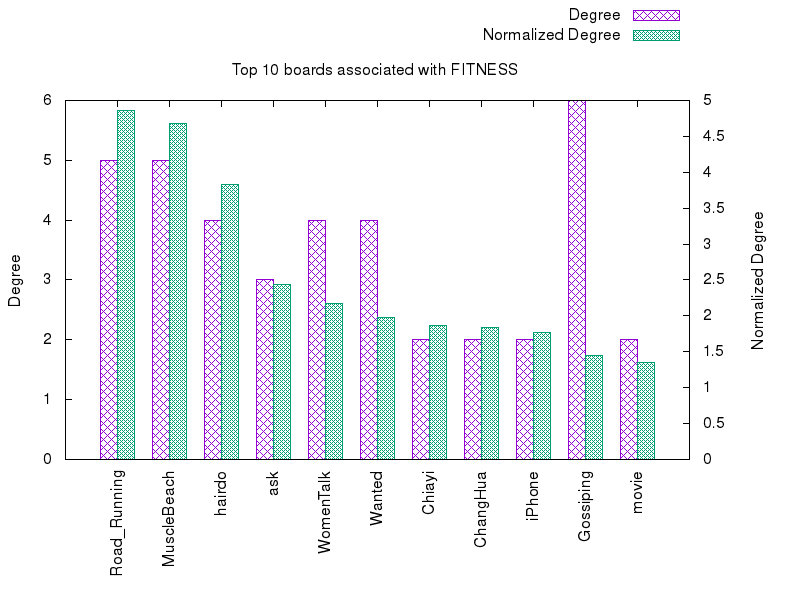 Degree
Normalized Degree
Top 10 boards associated with FITNESS
6
5
4
3
2
1
0
5
4.5
4
3.5
3
2.5
2
1.5
1
0.5
0
Degree
Normalized Degree
Road_Running
MuscleBeach
hairdo
ask
WomenTalk
Wanted
Chiayi
ChangHua
iPhone
Gossiping
movie